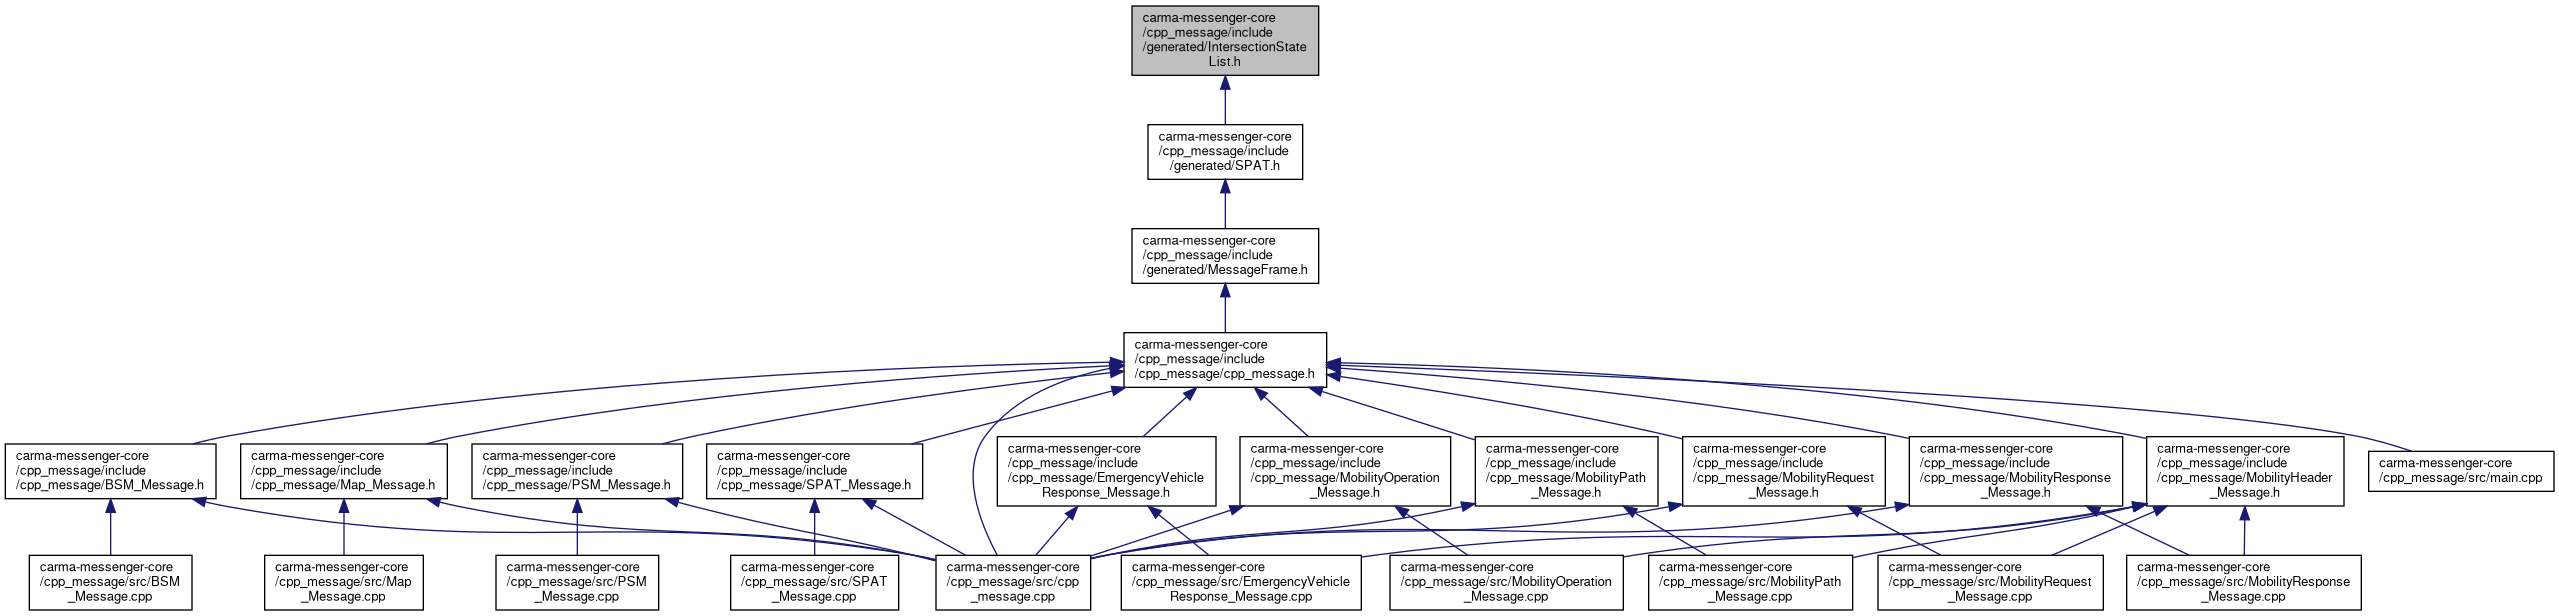 carma-messenger-core
/cpp_message/include
/generated/IntersectionState
List.h
carma-messenger-core
/cpp_message/include
/generated/SPAT.h
carma-messenger-core
/cpp_message/include
/generated/MessageFrame.h
carma-messenger-core
/cpp_message/include
/cpp_message/cpp_message.h
carma-messenger-core
/cpp_message/include
/cpp_message/BSM_Message.h
carma-messenger-core
/cpp_message/include
/cpp_message/Map_Message.h
carma-messenger-core
/cpp_message/include
/cpp_message/PSM_Message.h
carma-messenger-core
/cpp_message/include
/cpp_message/SPAT_Message.h
carma-messenger-core
/cpp_message/include
/cpp_message/EmergencyVehicle
Response_Message.h
carma-messenger-core
/cpp_message/include
/cpp_message/MobilityOperation
_Message.h
carma-messenger-core
/cpp_message/include
/cpp_message/MobilityPath
_Message.h
carma-messenger-core
/cpp_message/include
/cpp_message/MobilityRequest
_Message.h
carma-messenger-core
/cpp_message/include
/cpp_message/MobilityResponse
_Message.h
carma-messenger-core
/cpp_message/include
/cpp_message/MobilityHeader
_Message.h
carma-messenger-core
/cpp_message/src/main.cpp
carma-messenger-core
/cpp_message/src/BSM
_Message.cpp
carma-messenger-core
/cpp_message/src/Map
_Message.cpp
carma-messenger-core
/cpp_message/src/PSM
_Message.cpp
carma-messenger-core
/cpp_message/src/SPAT
_Message.cpp
carma-messenger-core
/cpp_message/src/cpp
_message.cpp
carma-messenger-core
/cpp_message/src/EmergencyVehicle
Response_Message.cpp
carma-messenger-core
/cpp_message/src/MobilityOperation
_Message.cpp
carma-messenger-core
/cpp_message/src/MobilityPath
_Message.cpp
carma-messenger-core
/cpp_message/src/MobilityRequest
_Message.cpp
carma-messenger-core
/cpp_message/src/MobilityResponse
_Message.cpp